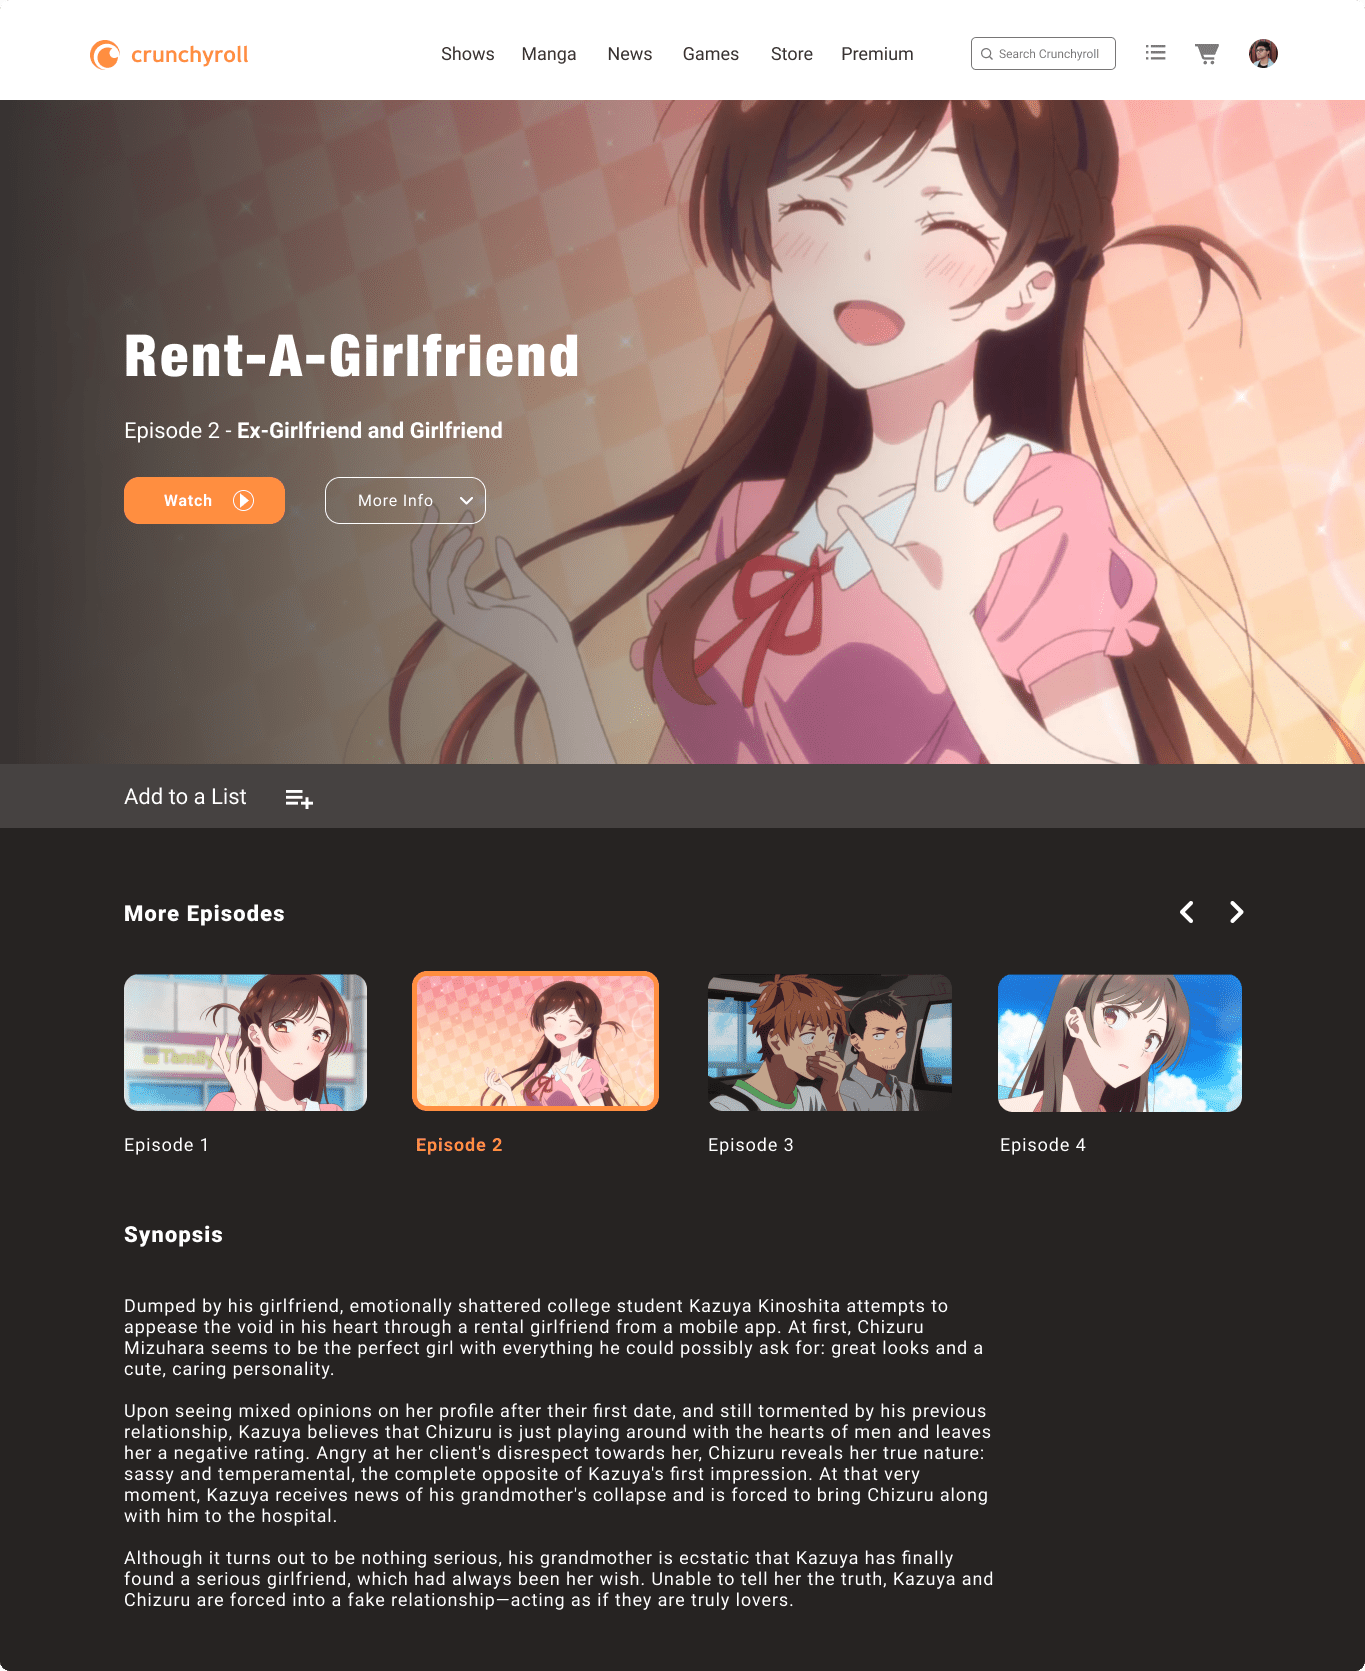 crunchyroll
Shows Manga News Games Store Premium
Search Crunchyroll
Rent-A-Girlfriend
Episode 2 - Ex-Girlfriend and Girlfriend
Watch
More Info
Add to a List
More Episodes
Family
Episode 1
Episode 2
Episode 3
Episode 4
Synopsis
Dumped by his girlfriend, emotionally shattered college student Kazuya Kinoshita attempts to
appease the void in his heart through a rental girlfriend from a mobile app. At first, Chizuru
Mizuhara seems to be the perfect girl with everything he could possibly ask for: great looks and a
cute, caring personality.
Upon seeing mixed opinions on her profile after their first date, and still tormented by his previous
relationship, Kazuya believes that Chizuru is just playing around with the hearts of men and leaves
her a negative rating. Angry at her client's disrespect towards her, Chizuru reveals her true nature:
sassy and temperamental, the complete opposite of Kazuya's first impression. At that very
moment, Kazuya receives news of his grandmother's collapse and is forced to bring Chizuru along
with him to the hospital.
Although it turns out to be nothing serious, his grandmother is ecstatic that Kazuya has finally
found a serious girlfriend, which had always been her wish. Unable to tell her the truth, Kazuya and
Chizuru are forced into a fake relationship—acting as if they are truly lovers.